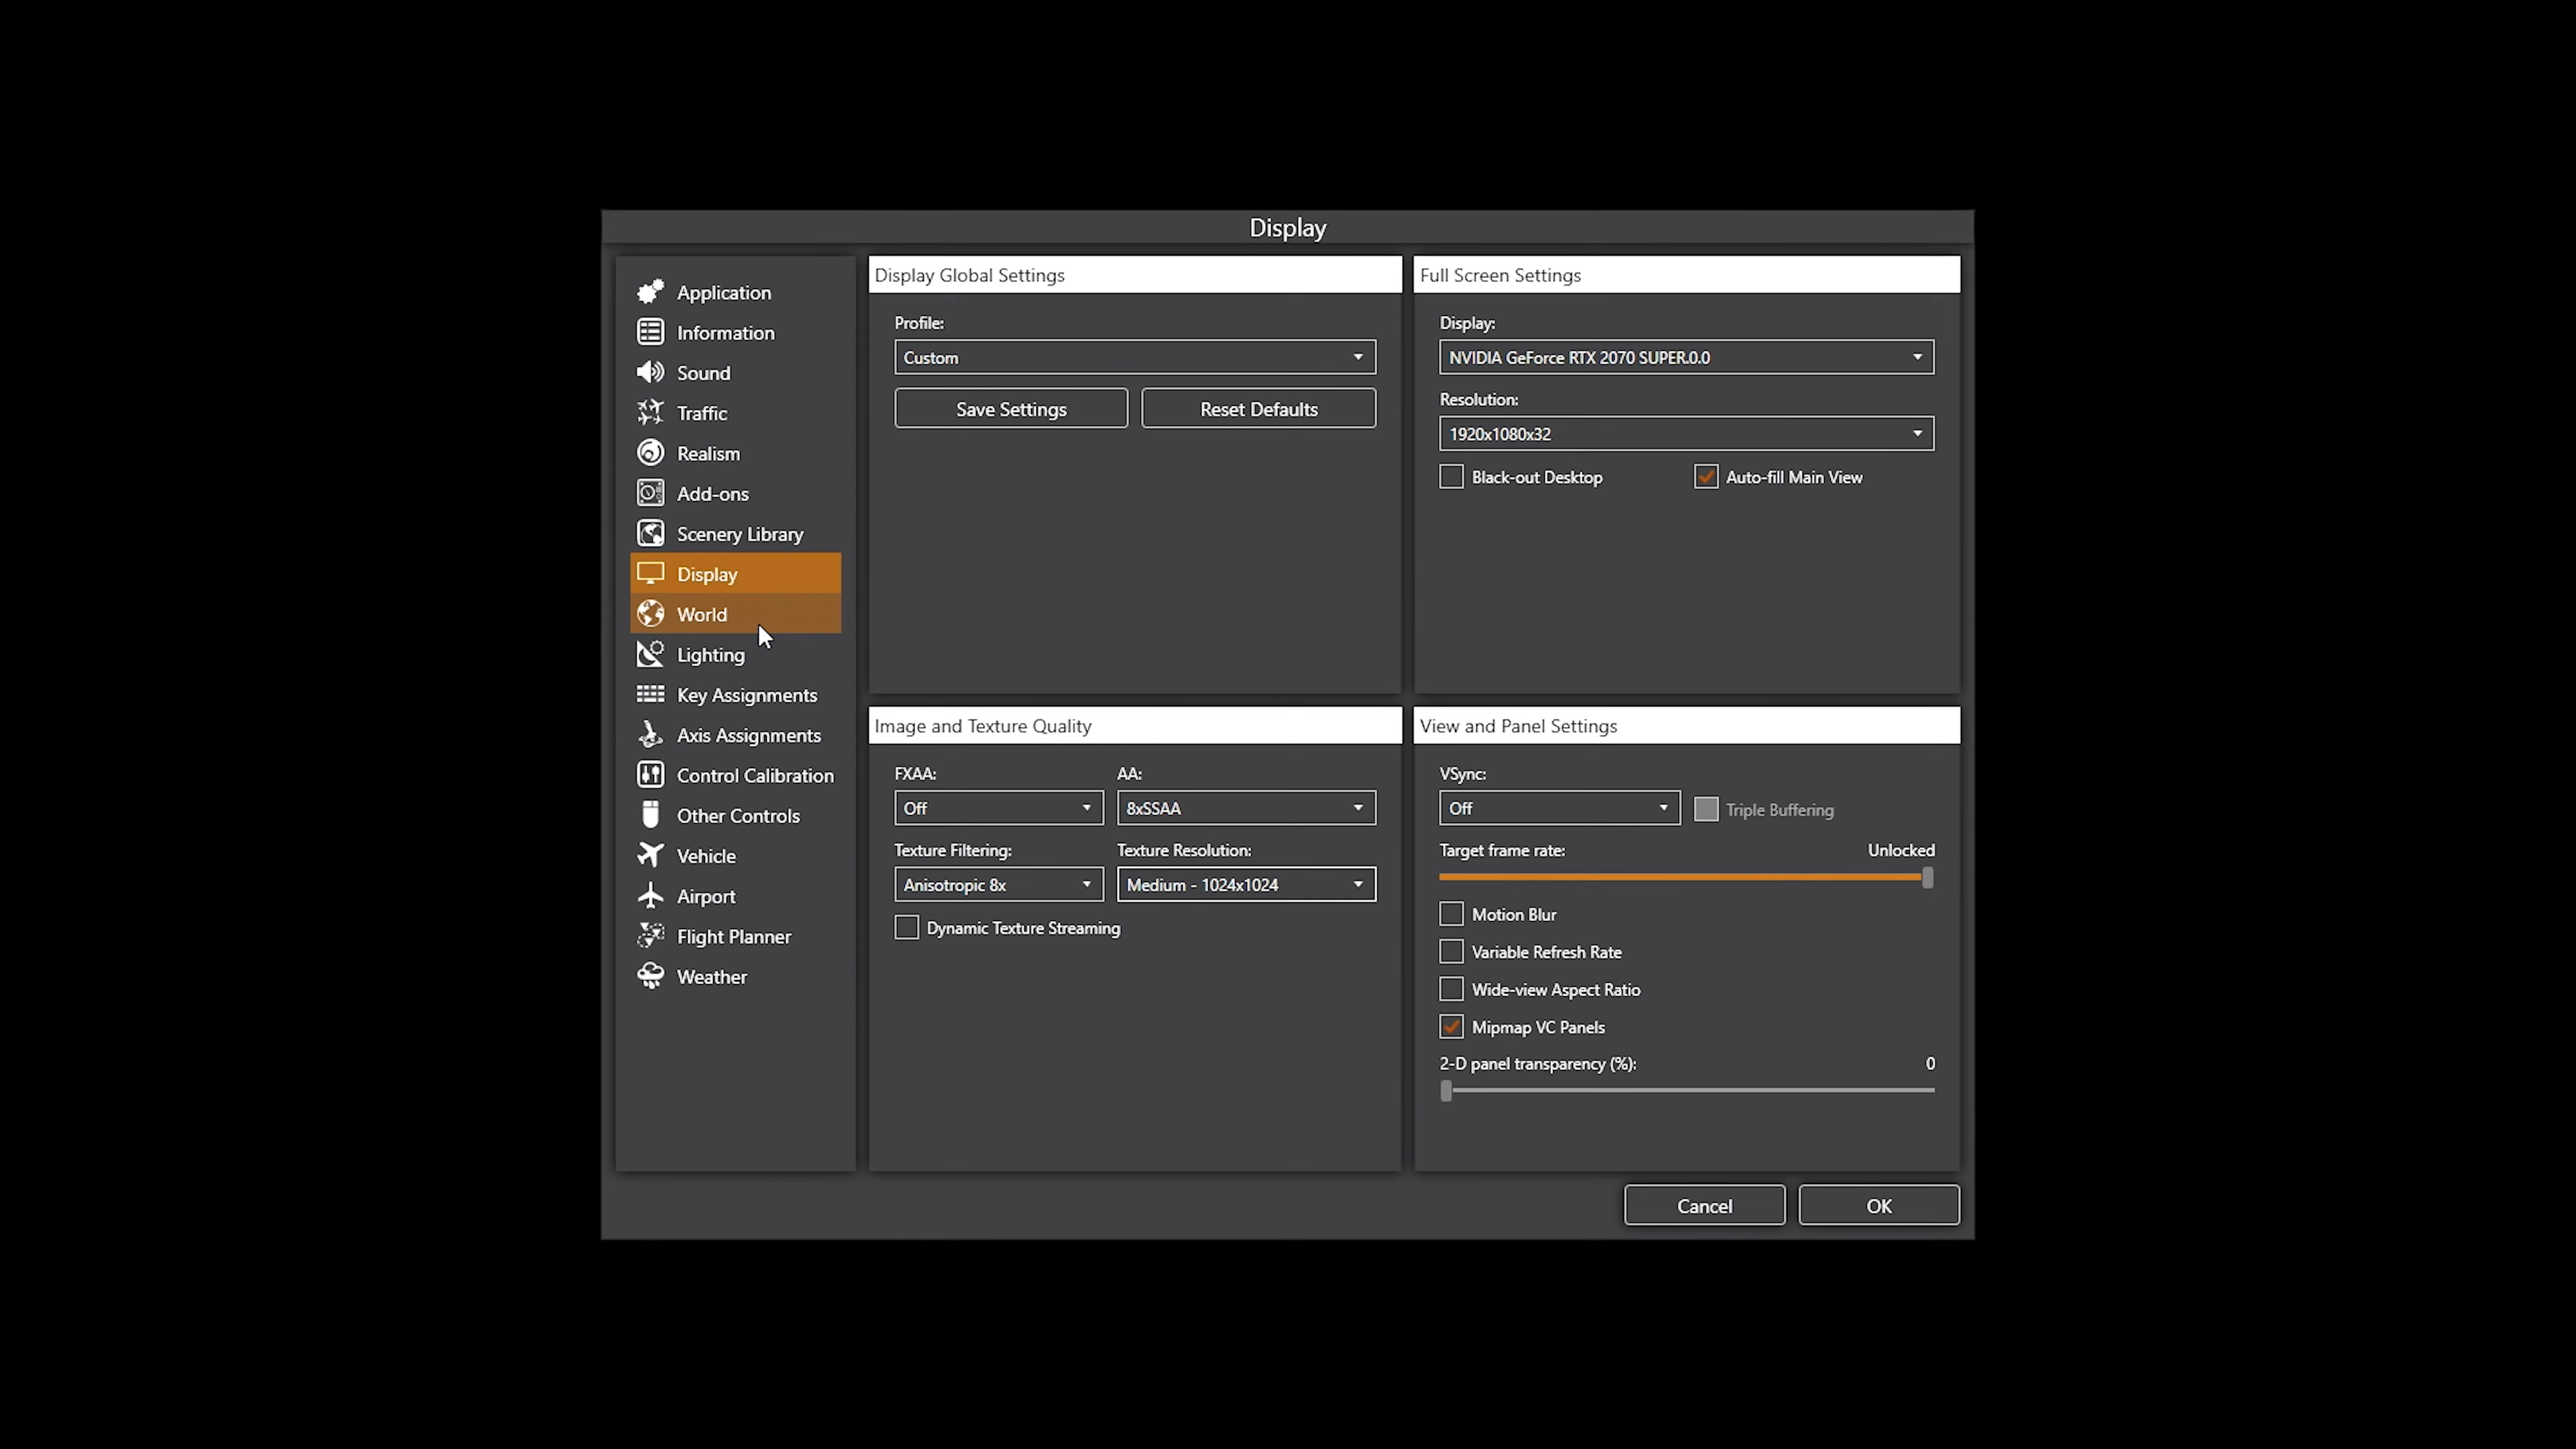 Display
Application
Information
Sound
Traffic
Realism
Add-ons
Scenery Library
Display
World
Lighting
Key Assignments
Axis Assignments
Control Calibration
Other Controls
Vehicle
Airport
Flight Planner
Weather
Display Global Settings
Profile:
Custom
Save Settings Reset Defaults
Full Screen Settings
Display:
NVIDIA GeForce RTX 2070 SUPER.0.0
Resolution:
1920x1080x32
Black-out Desktop Auto-fill Main View
Image and Texture Quality
FXAA: AA:
Off 8xSSAA
Texture Filtering: Texture Resolution:
Anisotropic 8x Medium - 1024x1024
Dynamic Texture Streaming
View and Panel Settings
VSync:
Off Triple Buffering
Target frame rate: Unlocked
Motion Blur
Variable Refresh Rate
Wide-view Aspect Ratio
Mipmap VC Panels
2-D panel transparency (%): 0
Cancel OK